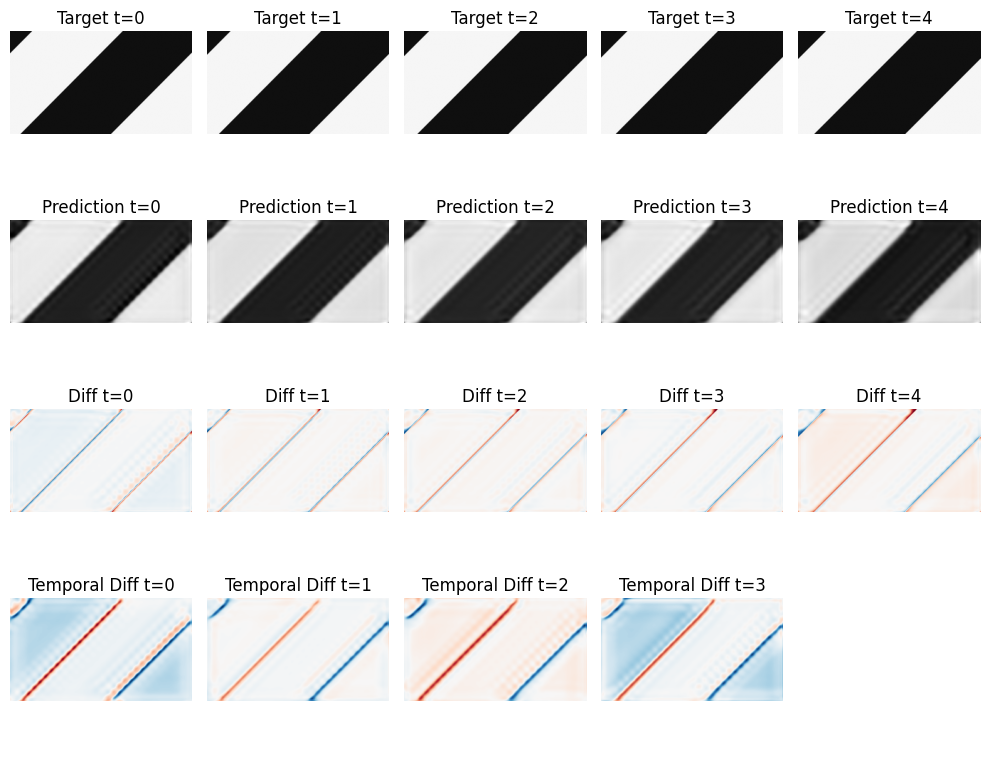 Target t=0 Target t=1 Target t=2 Target t=3 Target t=4
Prediction t=0 Prediction t=1 Prediction t=2 Prediction t=3 Prediction t=4
Diff t=0 Diff t=1 Diff t=2 Diff t=3 Diff t=4
Temporal Diff t=0 Temporal Diff t=1 Temporal Diff t=2 Temporal Diff t=3